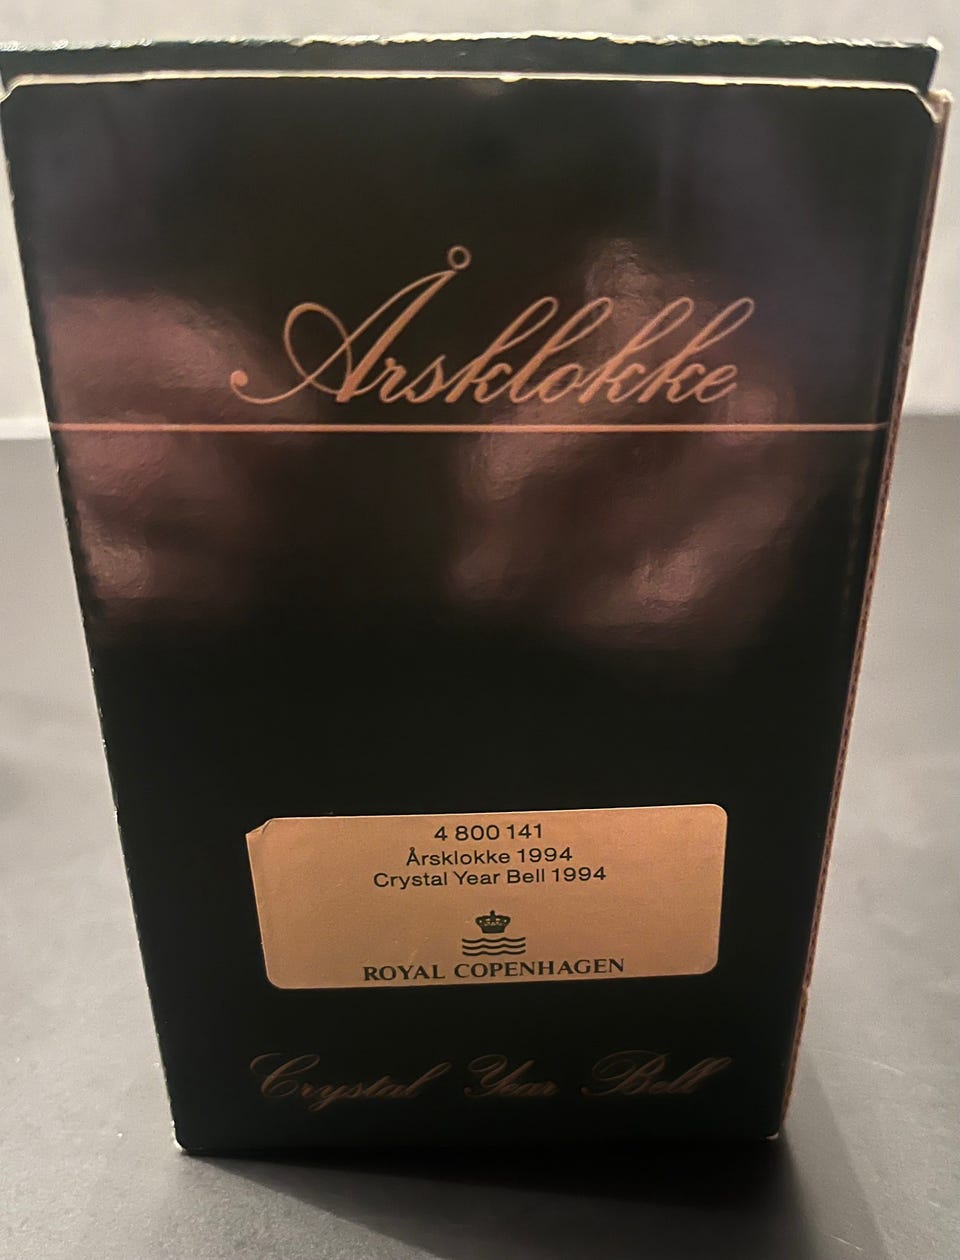 Årsklokke
4 800 141
Årsklokke 1994
Crystal Year Bell 1994
ROYAL COPENHAGEN
Crystal Year Bell